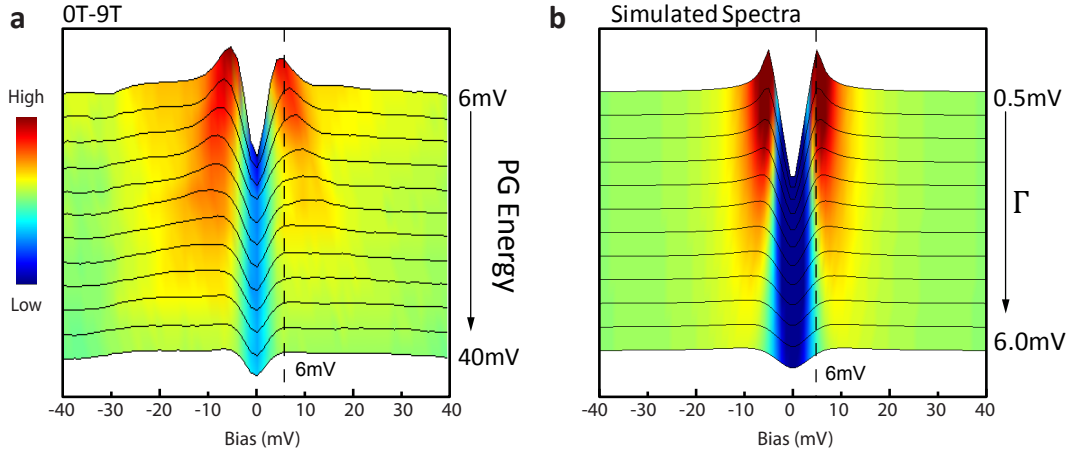 a
0T-9T
High
Low
6mV
PG Energy
40mV
6mV
-40 -30 -20 -10 0 10 20 30 40
Bias (mV)
b
Simulated Spectra
0.5mV
Γ
6.0mV
6mV
-40 -30 -20 -10 0 10 20 30 40
Bias (mV)